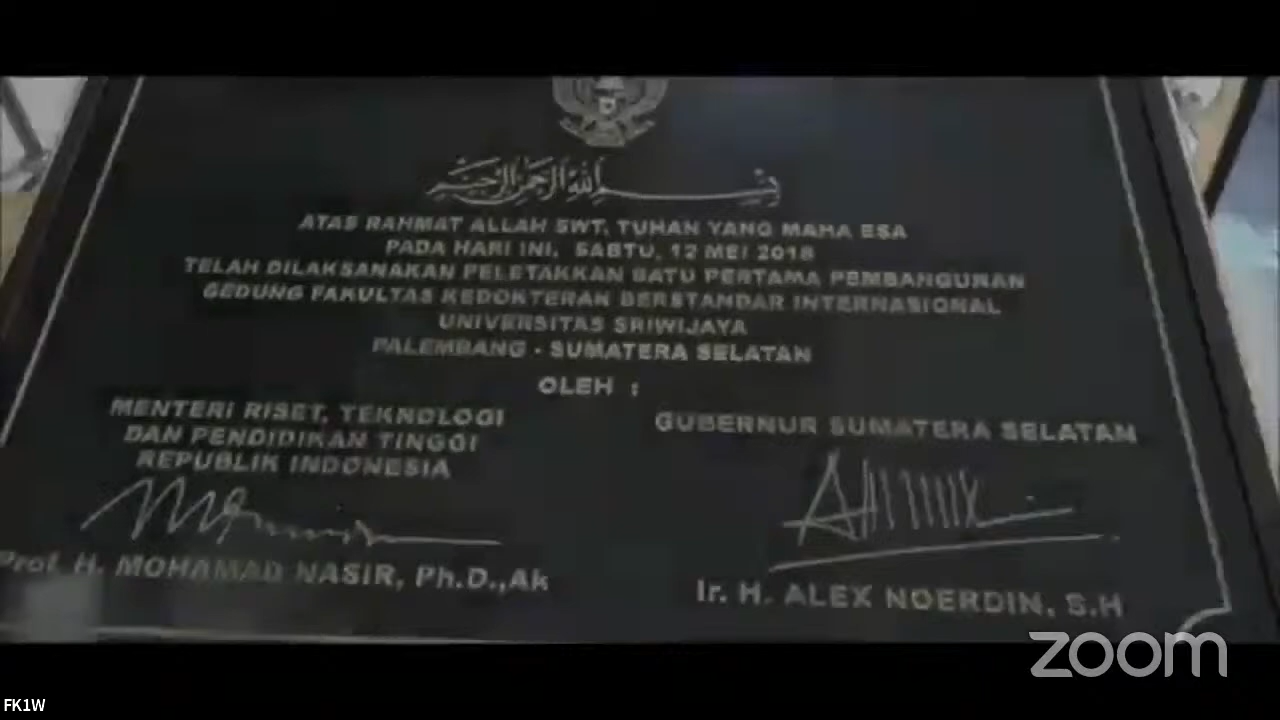 بسم الله الرحمن الرحيم
ATAS RAHMAT ALLAH SWT, TUHAN YANG MAHA ESA
PADA HARI INI, SABTU, 12 MEI 2018
TELAH DILAKSANAKAN PELETAKKAN BATU PERTAMA PEMBANGUNAN
GEDUNG FAKULTAS KEDOKTERAN BERSTANDAR INTERNASIONAL
UNIVERSITAS SRIWIJAYA
PALEMBANG - SUMATERA SELATAN
OLEH :
MENTERI RISET, TEKNOLOGI
DAN PENDIDIKAN TINGGI
REPUBLIK INDONESIA
Prof. H. MOHAMAD NASIR, Ph.D.,Ak
GUBERNUR SUMATERA SELATAN
Ir. H. ALEX NOERDIN, S.H
zoom
FK1W